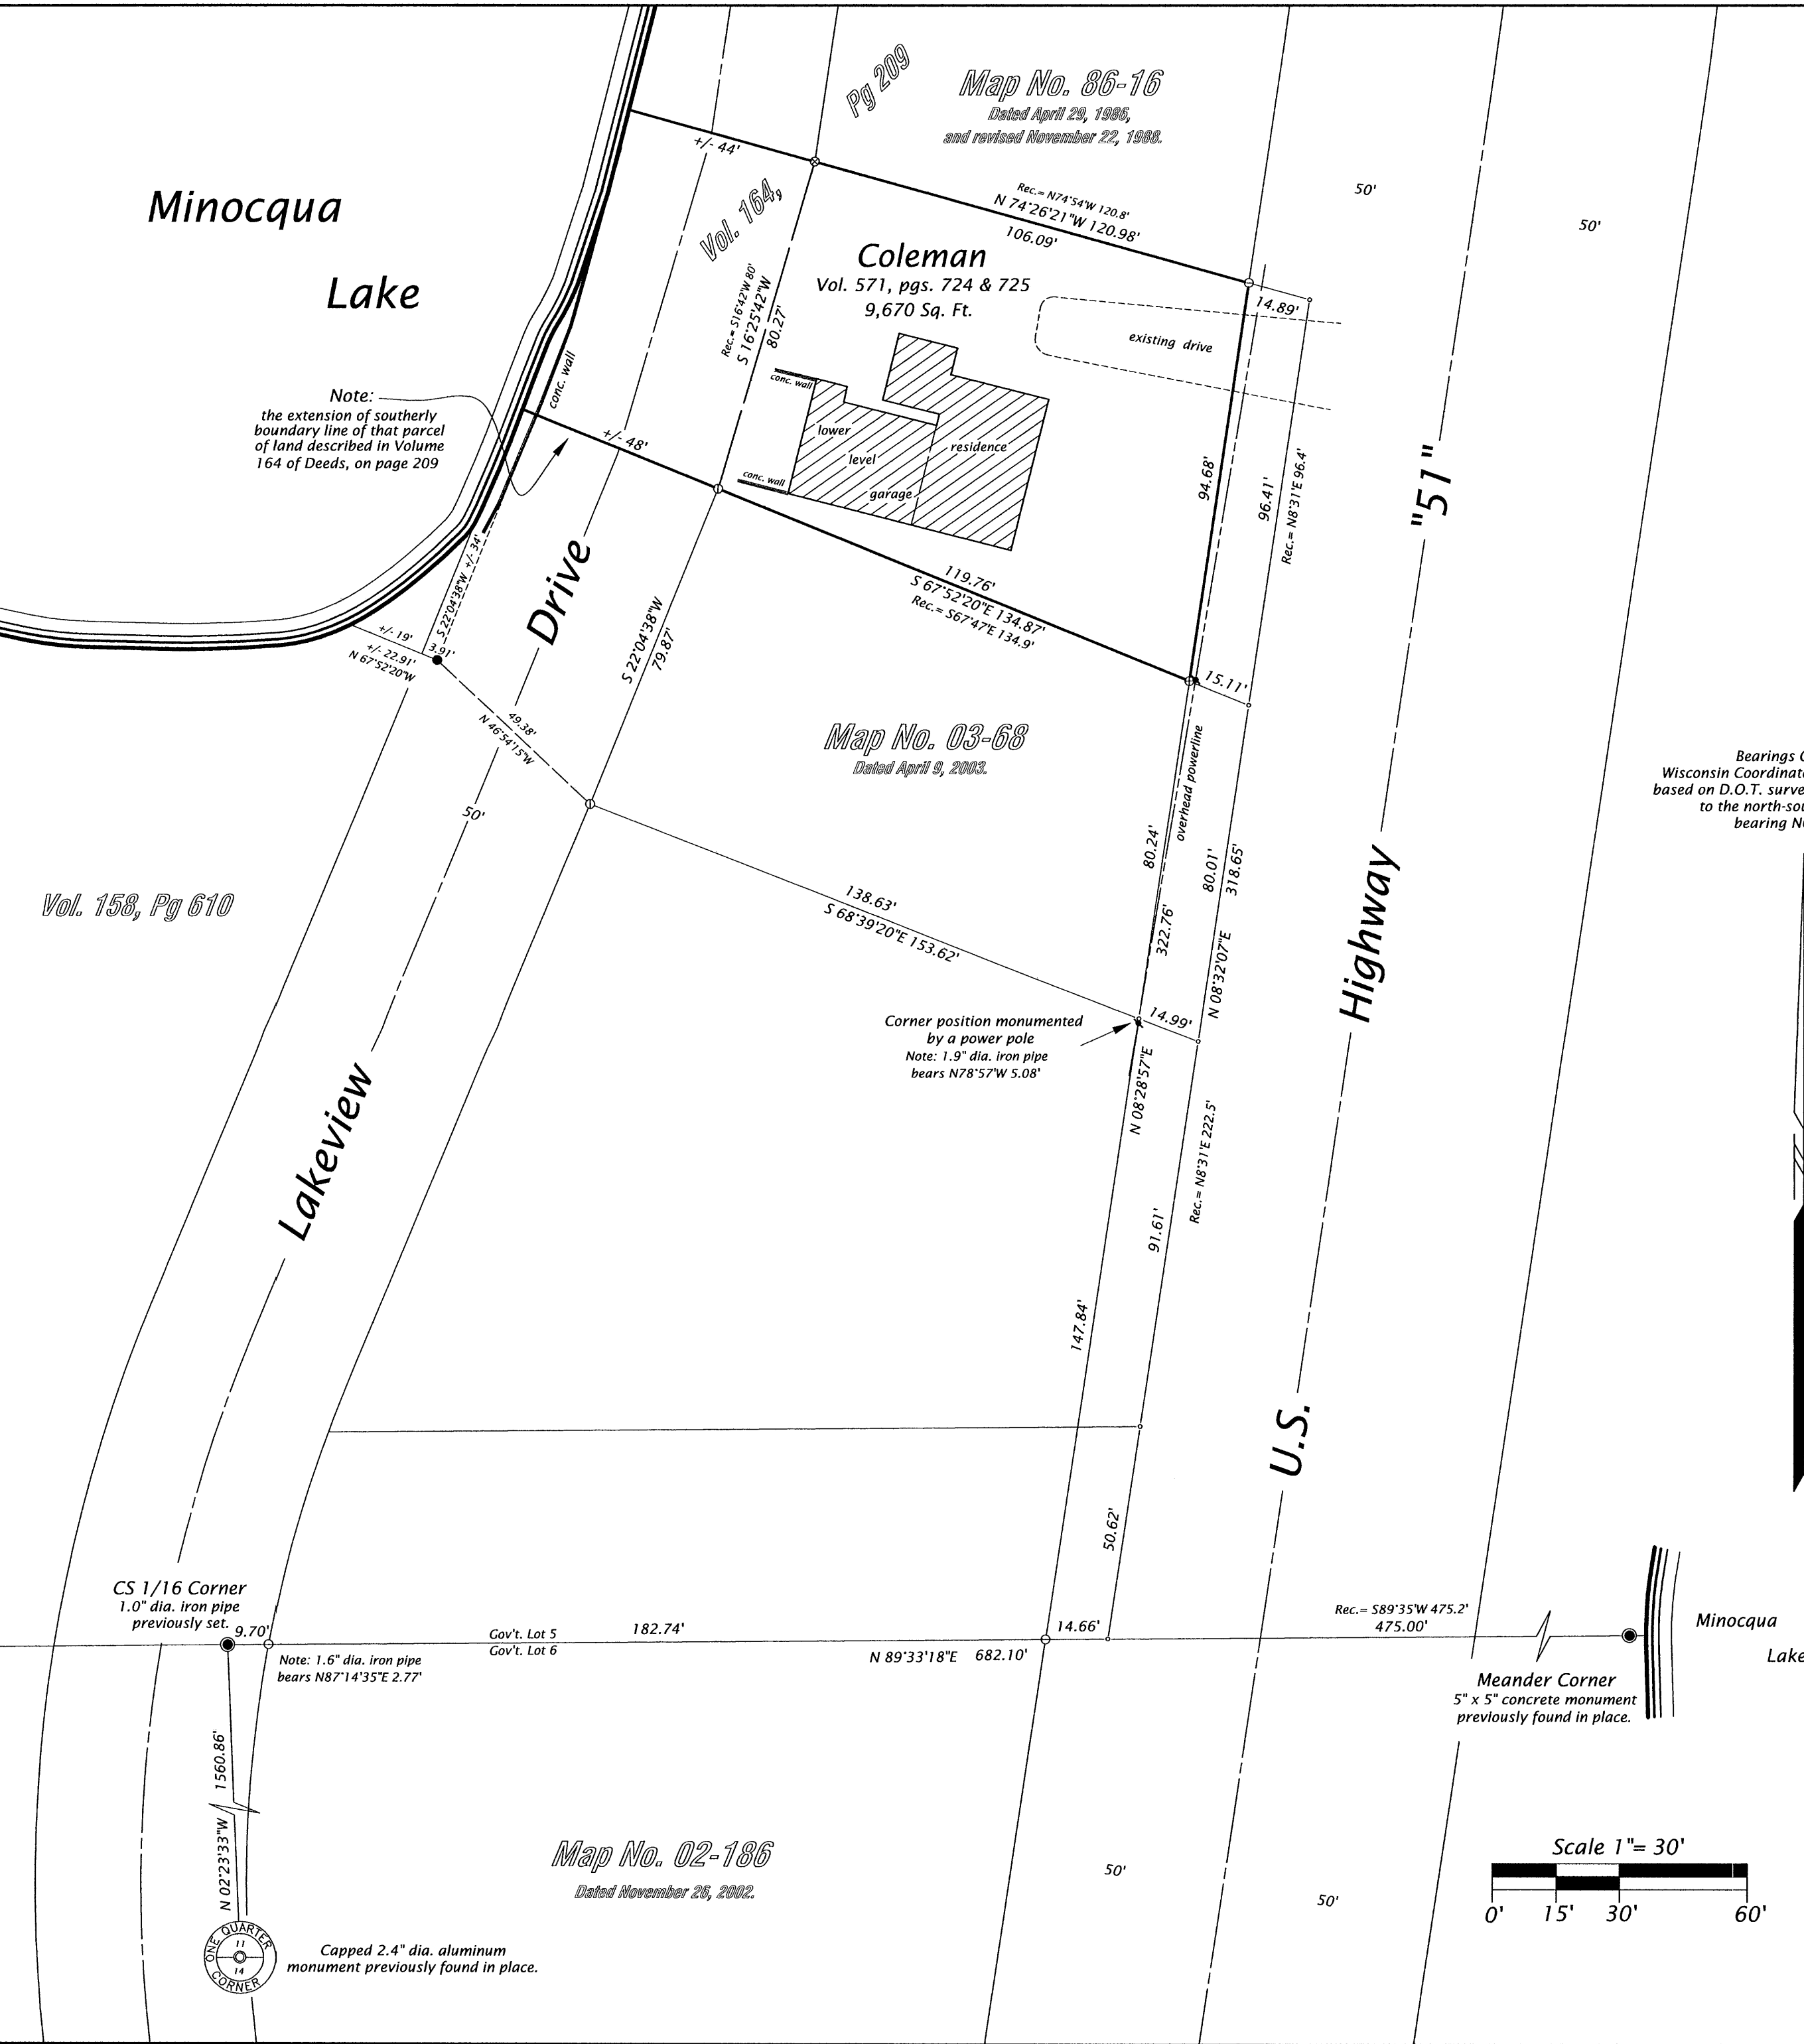 Pg 209
Map No. 86-16
Dated April 29, 1986,
and revised November 22, 1988.
Minocqua
Lake
+/- 44'
Vol. 164,
Rec.= N74°54'W 120.8'
N 74°26'21"W 120.98'
106.09'
50'
50'
Coleman
Vol. 571, pgs. 724 & 725
9,670 Sq. Ft.
Rec.= S16°42'W 80'
S 16°25'42"W
80.27'
14.89'
existing drive
conc. wall
conc. wall
Note:
the extension of southerly
boundary line of that parcel
of land described in Volume
164 of Deeds, on page 209
+/- 48'
lower
level
residence
garage
conc. wall
94.68'
96.41'
Rec.= N8°31'E 96.4'
"51"
119.76'
S 67°52'20"E 134.87'
Rec.= S67°47'E 134.9'
S 22°04'38"W +/- 34'
+/- 19'
3.91'
+/- 22.91'
N 67°52'20"W
Drive
S 22°04'38"W
79.87'
15.11'
49.38'
N 46°54'15"W
Map No. 03-68
Dated April 9, 2003.
overhead powerline
50'
80.24'
80.01'
318.65'
322.76'
N 08°32'07"E
Highway
Bearings
Wisconsin Coordinat
based on D.O.T. surve
to the north-sou
bearing N
Vol. 158, Pg 610
138.63'
S 68°39'20"E 153.62'
Corner position monumented
by a power pole
Note: 1.9" dia. iron pipe
bears N78°57'W 5.08'
14.99'
N 08°28'57"E
Rec.= N8°31'E 222.5'
91.61'
Lakeview
147.84'
U.S.
50.62'
CS 1/16 Corner
1.0" dia. iron pipe
previously set.
9.70'
Gov't. Lot 5
Gov't. Lot 6
182.74'
14.66'
Rec.= S89°35'W 475.2'
475.00'
Note: 1.6" dia. iron pipe
bears N87°14'35"E 2.77'
N 89°33'18"E 682.10'
Minocqua
Lake
Meander Corner
5" x 5" concrete monument
previously found in place.
1560.86'
N 02°23'33"W
Map No. 02-186
Dated November 26, 2002.
50'
50'
Scale 1"= 30'
0' 15' 30' 60'
ONE QUARTER
11
14
CORNER
Capped 2.4" dia. aluminum
monument previously found in place.